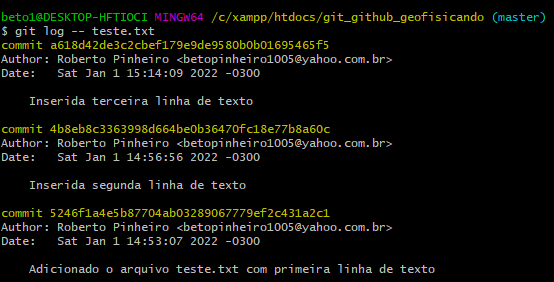 beto1@DESKTOP-HFTIOCI MINGW64 /c/xampp/htdocs/git_github_geofisicando (master)
$ git log -- teste.txt
commit a618d42de3c2cbef179e9de9580b0b01695465f5
Author: Roberto Pinheiro <betopinheiro1005@yahoo.com.br>
Date:   Sat Jan 1 15:14:09 2022 -0300
    Inserida terceira linha de texto
commit 4b8eb8c3363998d664be0b36470fc18e77b8a60c
Author: Roberto Pinheiro <betopinheiro1005@yahoo.com.br>
Date:   Sat Jan 1 14:56:56 2022 -0300
    Inserida segunda linha de texto
commit 5246f1a4e5b87704ab03289067779ef2c431a2c1
Author: Roberto Pinheiro <betopinheiro1005@yahoo.com.br>
Date:   Sat Jan 1 14:53:07 2022 -0300
    Adicionado o arquivo teste.txt com primeira linha de texto